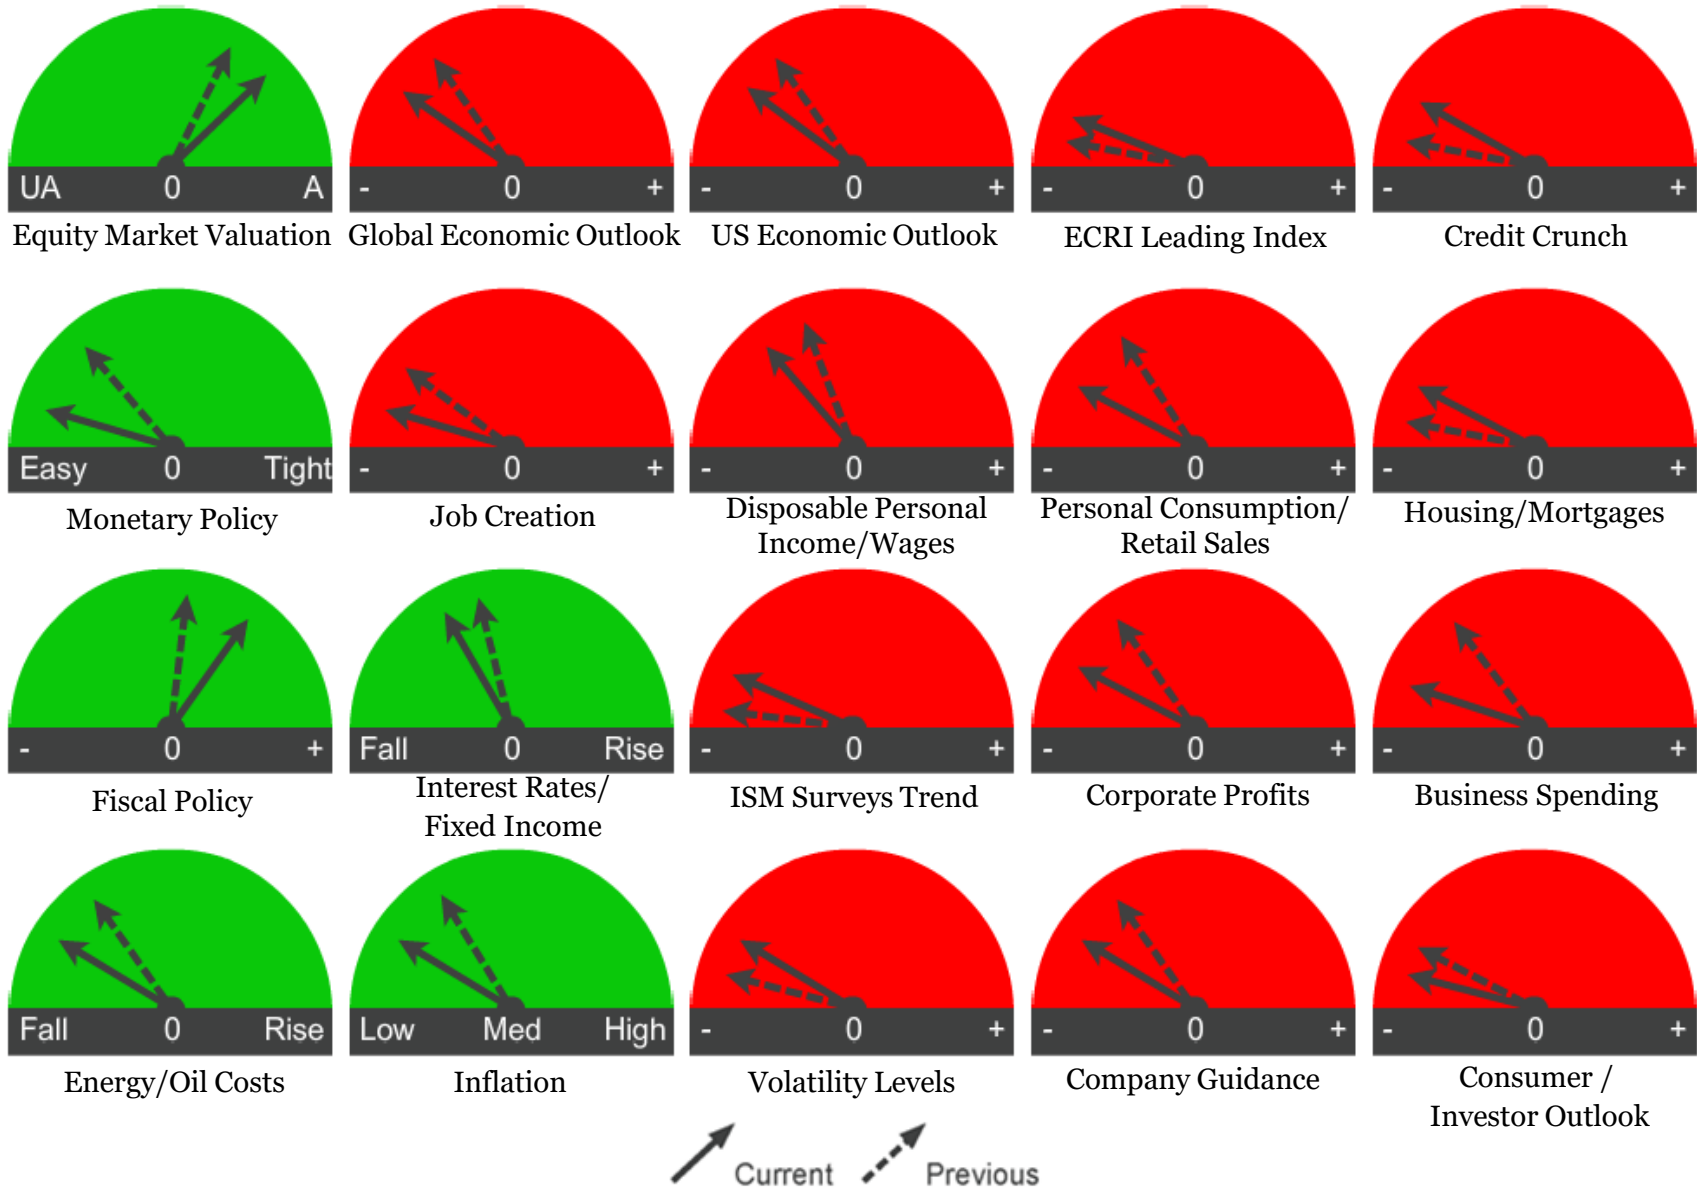 UA 0 A
- 0 +
- 0 +
- 0 +
- 0 +
Equity Market Valuation
Global Economic Outlook
US Economic Outlook
ECRI Leading Index
Credit Crunch
Easy 0 Tight
- 0 +
- 0 +
- 0 +
- 0 +
Monetary Policy
Job Creation
Disposable Personal
Income/Wages
Personal Consumption/
Retail Sales
Housing/Mortgages
- 0 +
Fall 0 Rise
- 0 +
- 0 +
- 0 +
Fiscal Policy
Interest Rates/
Fixed Income
ISM Surveys Trend
Corporate Profits
Business Spending
Fall 0 Rise
Low Med High
- 0 +
- 0 +
- 0 +
Energy/Oil Costs
Inflation
Volatility Levels
Company Guidance
Consumer /
Investor Outlook
Current
Previous